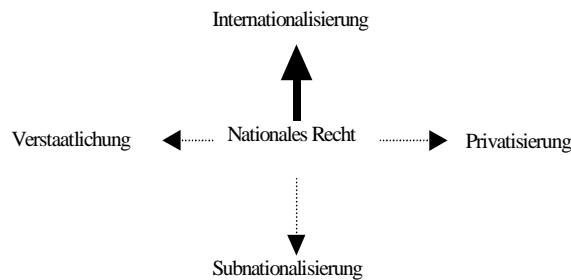 Internationalisierung
Verstaatlichung Nationales Recht Privatisierung
Subnationalisierung